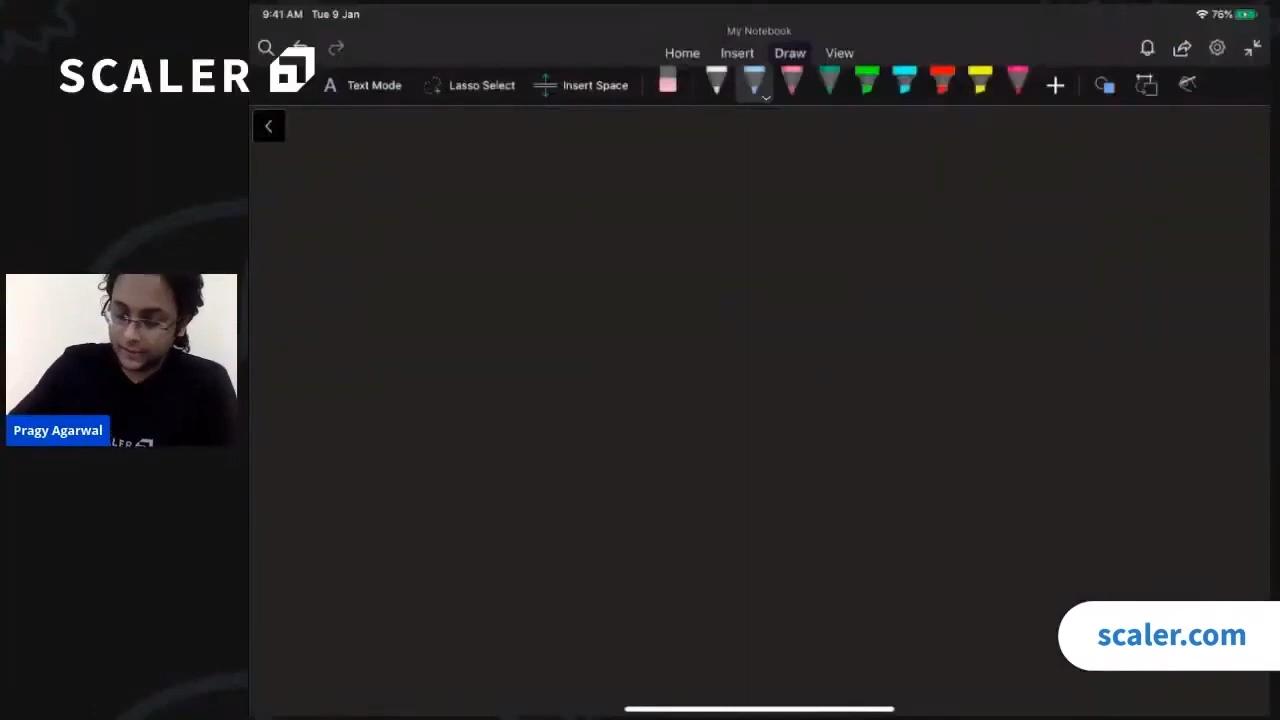 9:41 AM Tue 9 Jan
76%
My Notebook
Home Insert Draw View
SCALER
A Text Mode Lasso Select Insert Space
Pragy Agarwal
LER
scaler.com